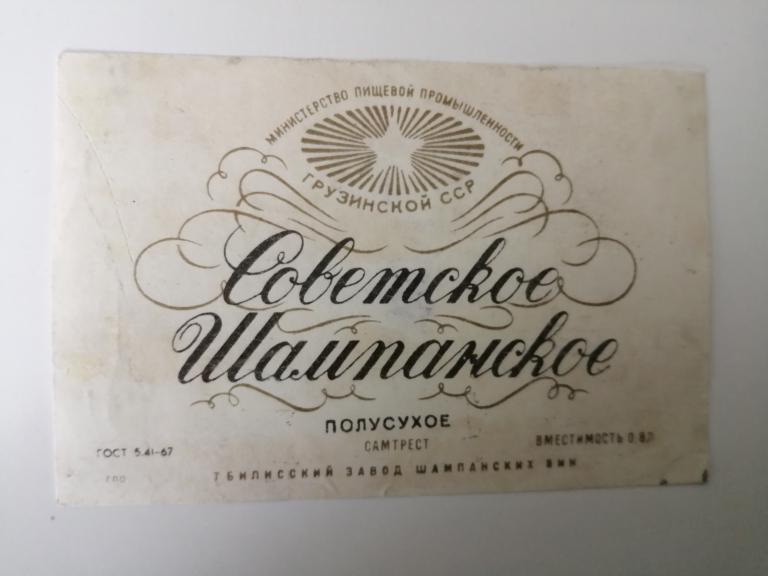 МИНИСТЕРСТВО ПИЩЕВОЙ ПРОМЫШЛЕННОСТИ
ГРУЗИНСКОЙ ССР
Советское
Шампанское
ПОЛУСУХОЕ
САМТРЕСТ
ВМЕСТИМОСТЬ 0,8Л
ГОСТ 5.41-67
ТБИЛИССКИЙ ЗАВОД ШАМПАНСКИХ ВИН